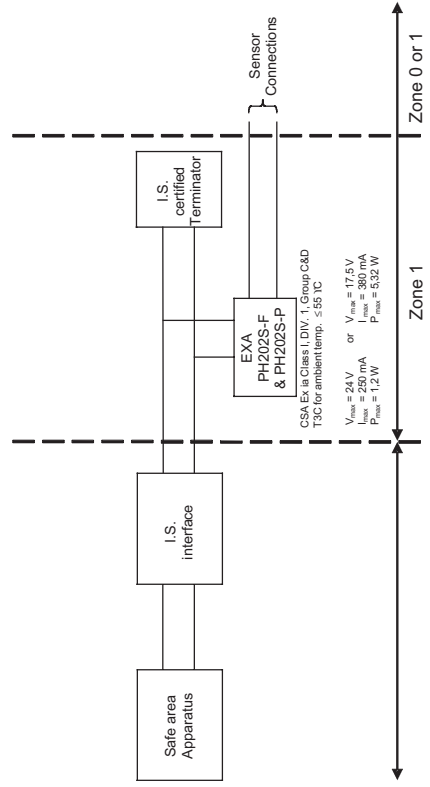 Safe area
Apparatus
I.S.
interface
I.S.
certified
Terminator
EXA
PH202S-F
& PH202S-P
Sensor
Connections
CSA Ex ia Class I, DIV. 1, Group C&D
T3C for ambient temp. ≤ 55 °C
Vmax = 24 V or Vmax = 17,5 V
Imax = 250 mA Imax = 380 mA
Pmax = 1,2 W Pmax = 5,32 W
Zone 1
Zone 0 or 1